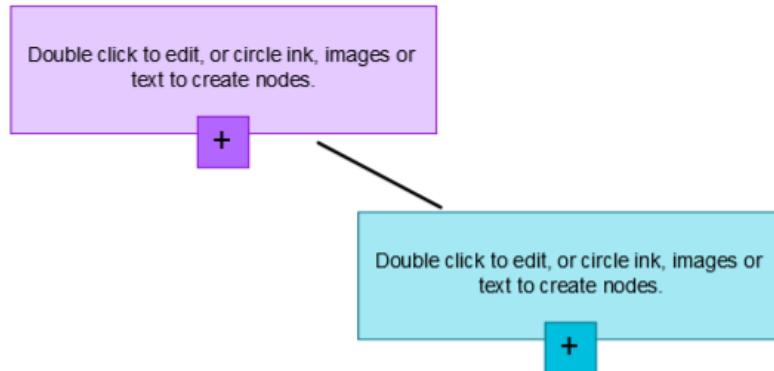 Double click to edit, or circle ink, images or
text to create nodes.
+
Double click to edit, or circle ink, images or
text to create nodes.
+